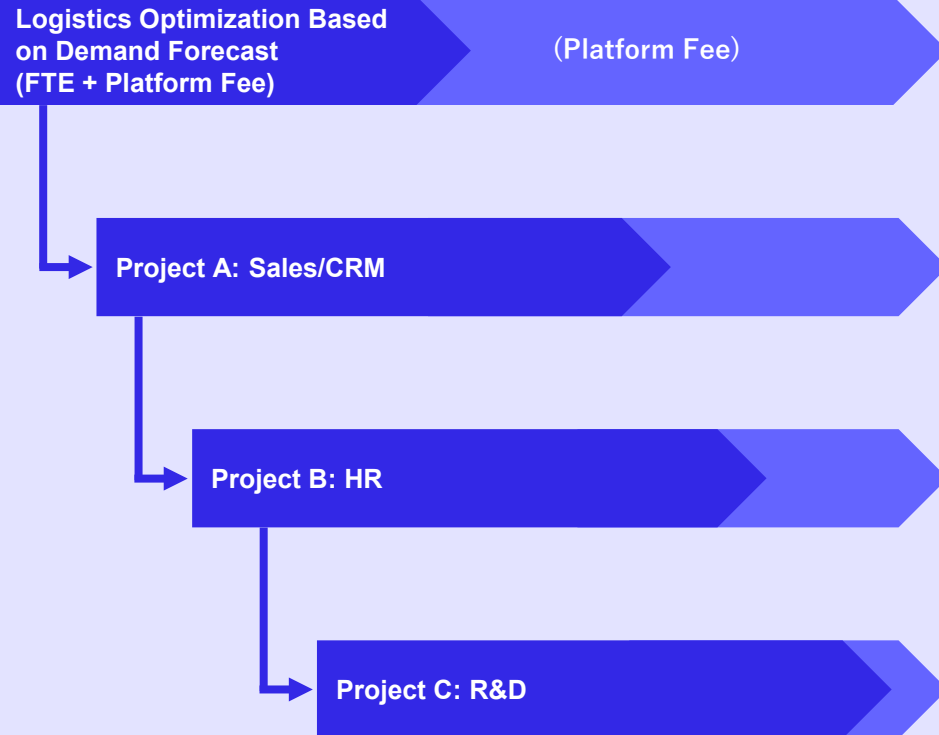 Logistics Optimization Based
on Demand Forecast
(FTE + Platform Fee)
(Platform Fee)
Project A: Sales/CRM
Project B: HR
Project C: R&D